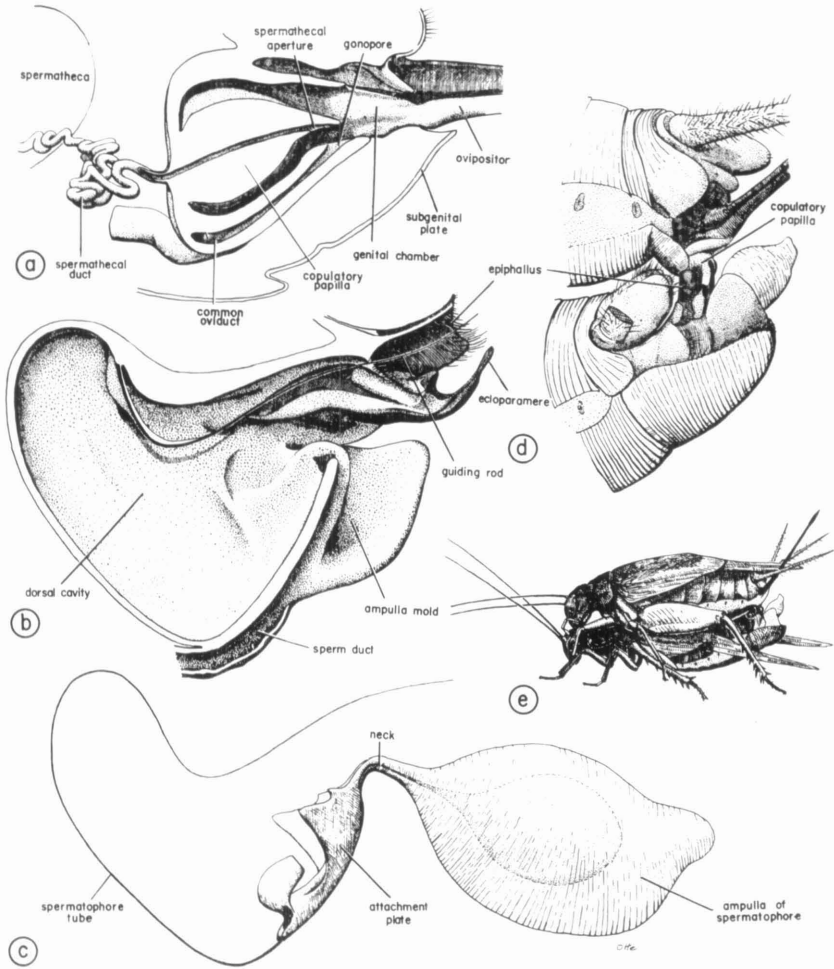 spermathecal
aperture
gonopore
spermatheca
ovipositor
subgenital
plate
genital chamber
copulatory
papilla
common
oviduct
spermathecal
duct
a
copulatory
papilla
epiphallus
d
ectoparamere
guiding rod
dorsal cavity
ampulla mold
sperm duct
b
e
neck
spermatophore
tube
attachment
plate
ampulla of
spermatophore
c